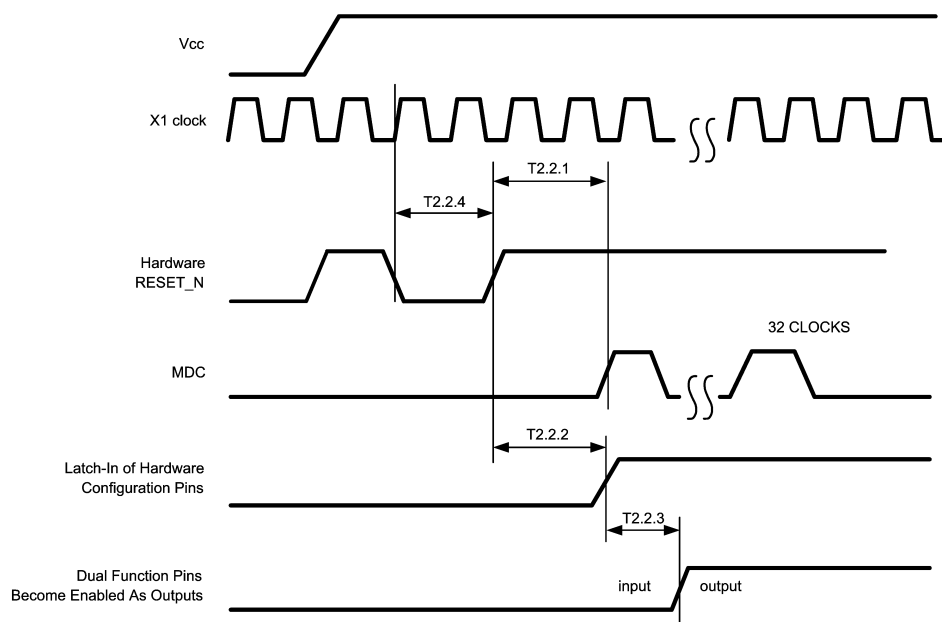 Vcc
X1 clock
T2.2.1
T2.2.4
Hardware
RESET_N
32 CLOCKS
MDC
T2.2.2
Latch-In of Hardware
Configuration Pins
T2.2.3
Dual Function Pins
Become Enabled As Outputs
input
output